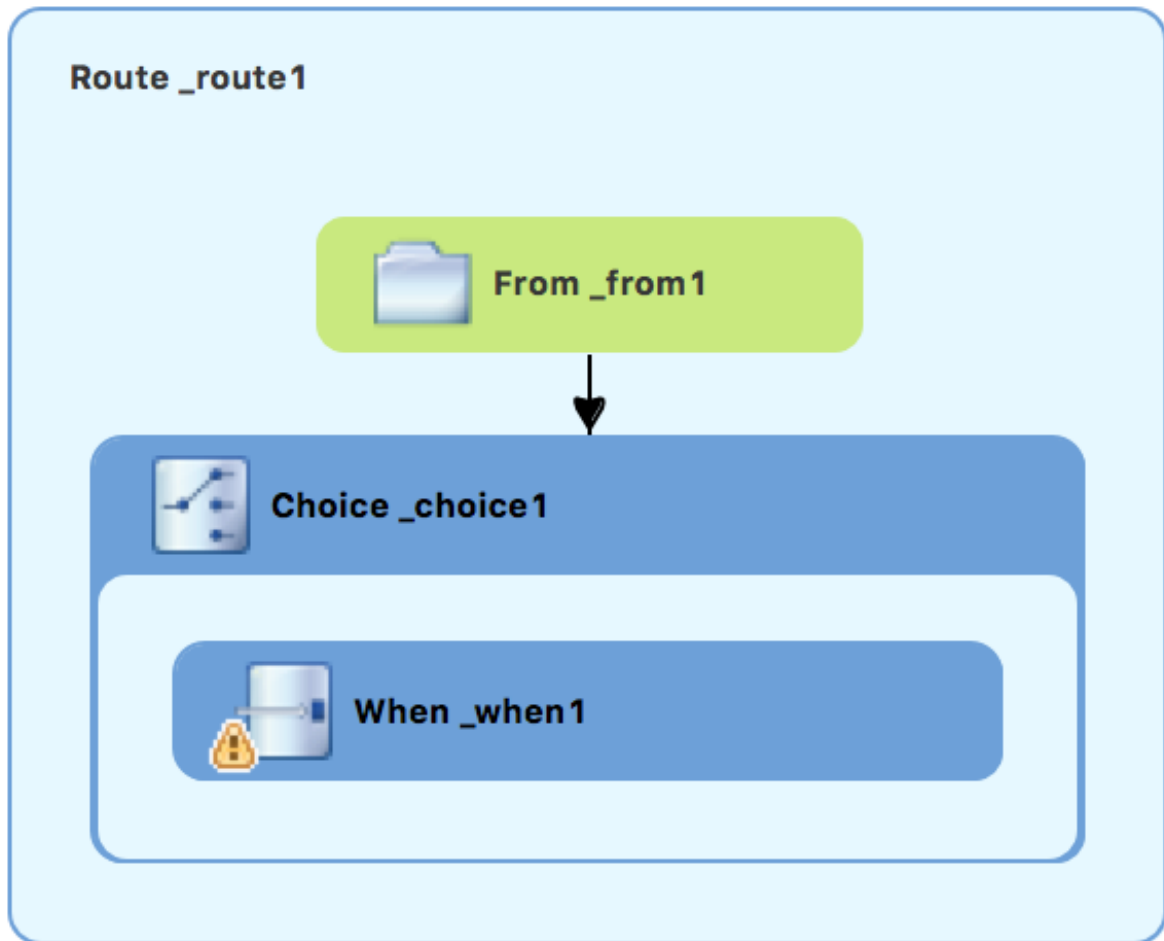 Route _route1
From _from1
Choice _choice1
When _when1